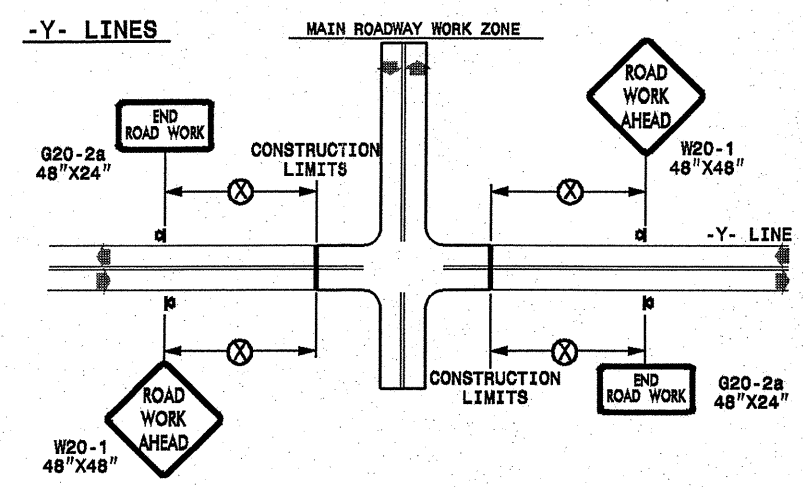 -Y- LINES
MAIN ROADWAY WORK ZONE
END
ROAD WORK
G20-2a
48"X24"
CONSTRUCTION
LIMITS
X
X
ROAD
WORK
AHEAD
W20-1
48"X48"
-Y- LINE
X
X
ROAD
WORK
AHEAD
W20-1
48"X48"
CONSTRUCTION
LIMITS
END
ROAD WORK
G20-2a
48"X24"